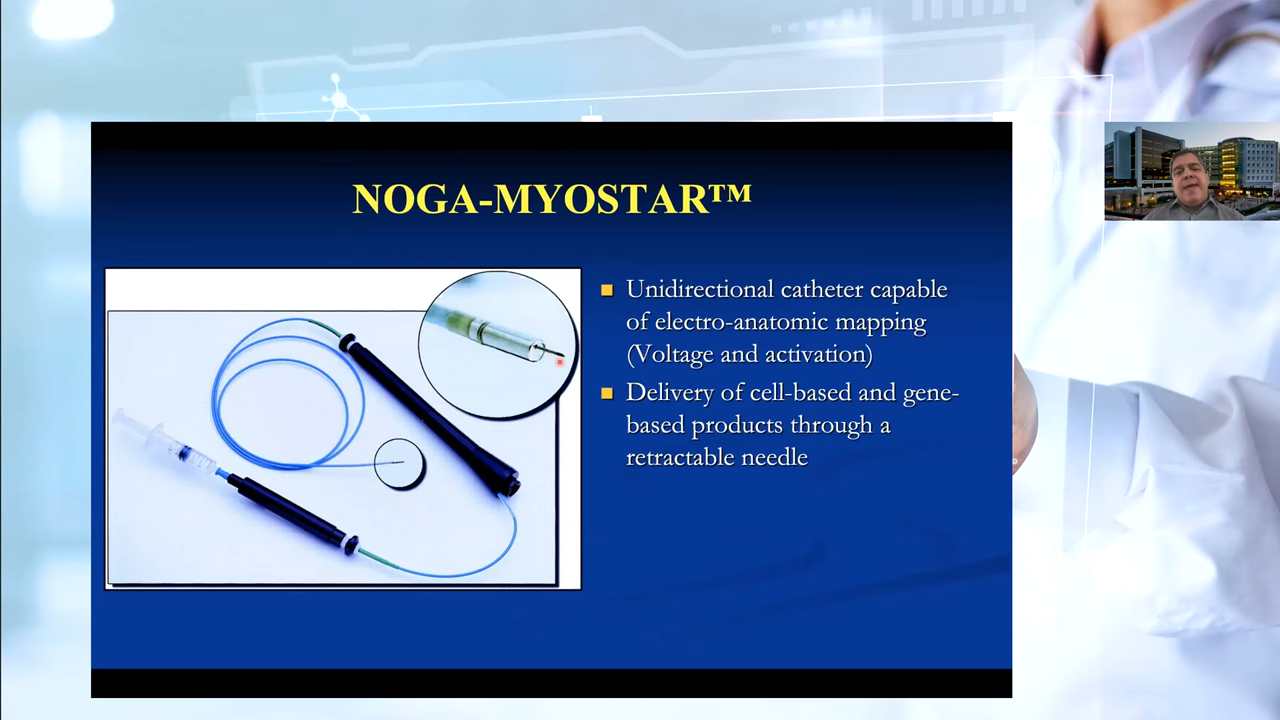 NOGA-MYOSTAR™
Unidirectional catheter capable
of electro-anatomic mapping
(Voltage and activation)
Delivery of cell-based and gene-
based products through a
retractable needle